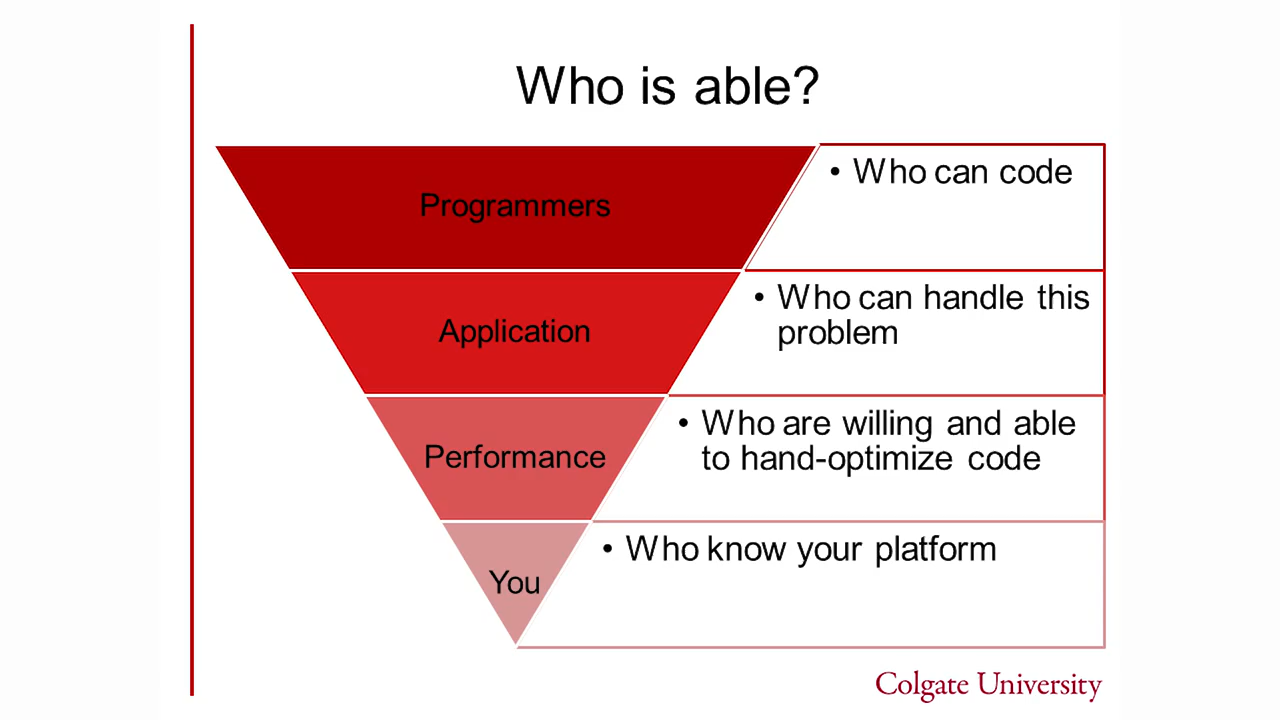 Who is able?
Programmers
• Who can code
Application
• Who can handle this
problem
Performance
• Who are willing and able
to hand-optimize code
You
• Who know your platform
Colgate University